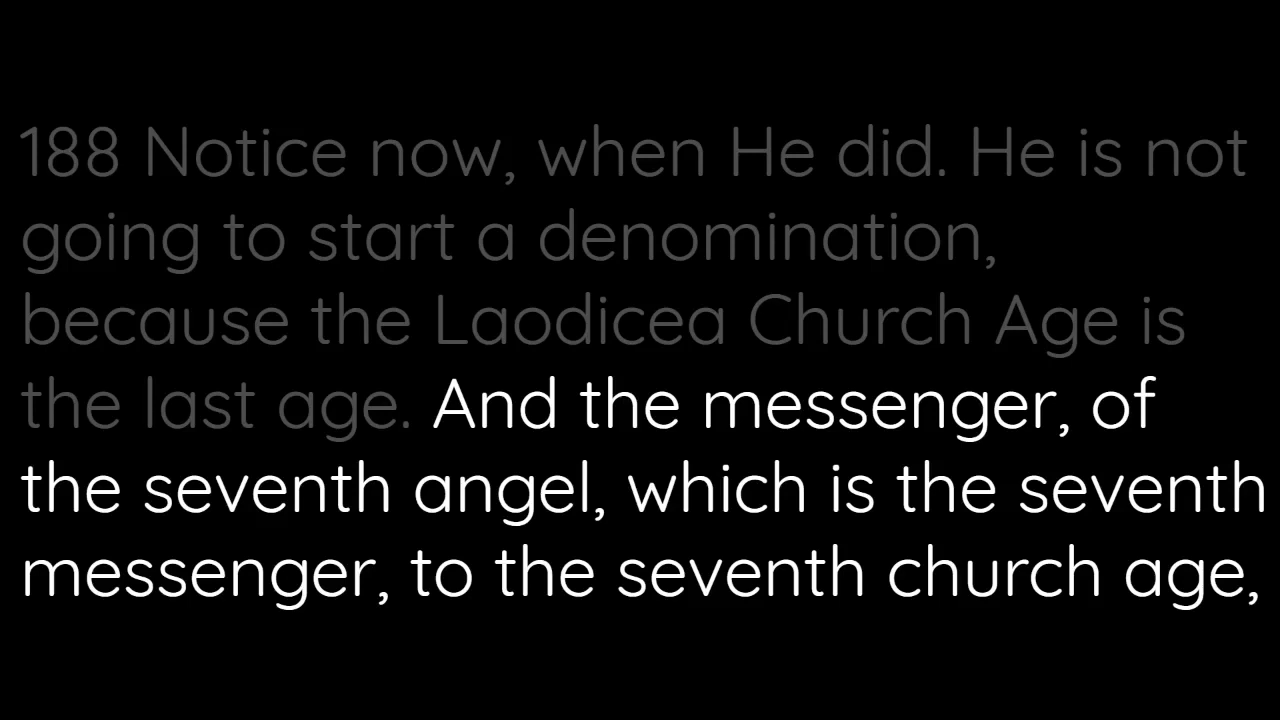 188 Notice now, when He did. He is not
going to start a denomination,
because the Laodicea Church Age is
the last age. And the messenger, of
the seventh angel, which is the seventh
messenger, to the seventh church age,